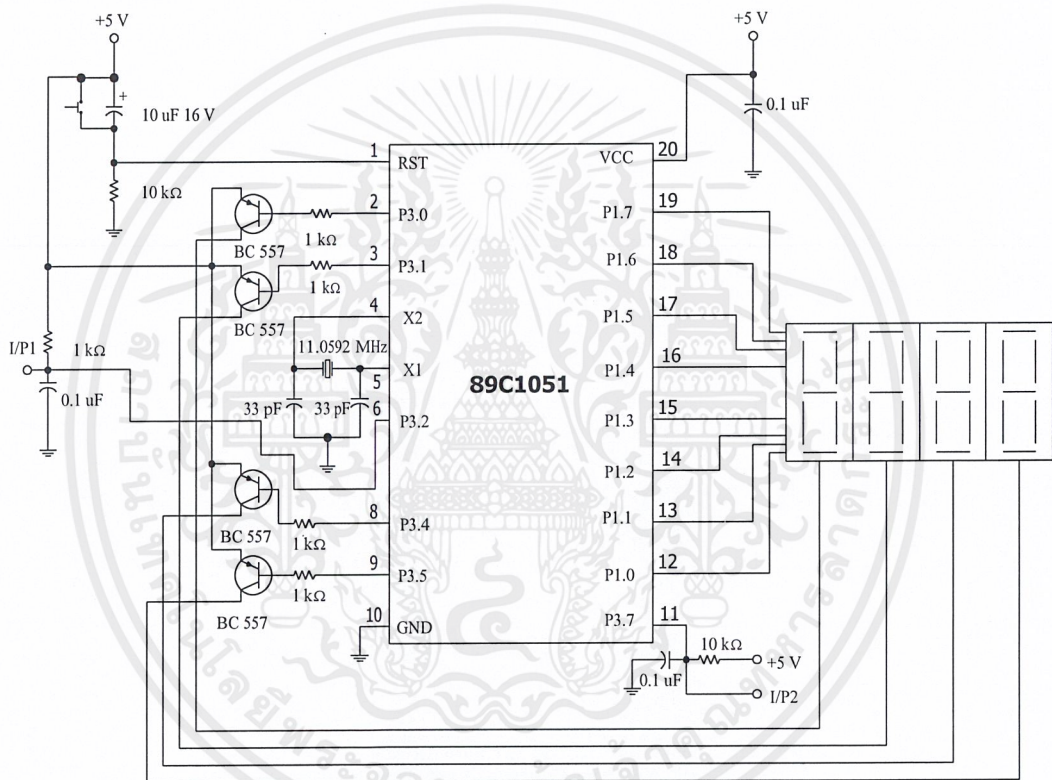 +5 V
+5 V
10 uF 16 V
0.1 uF
10 kΩ
1 RST
VCC 20
2 P3.0
P1.7 19
1 kΩ
BC 557
3 P3.1
P1.6 18
1 kΩ
BC 557
4 X2
P1.5 17
11.0592 MHz
X1
5
P1.4 16
I/P1
1 kΩ
0.1 uF
33 pF
33 pF
6 P3.2
89C1051
P1.3 15
P1.2 14
8 P3.4
P1.1 13
BC 557
1 kΩ
9 P3.5
P1.0 12
1 kΩ
BC 557
10 GND
P3.7 11
10 kΩ
+5 V
0.1 uF
I/P2